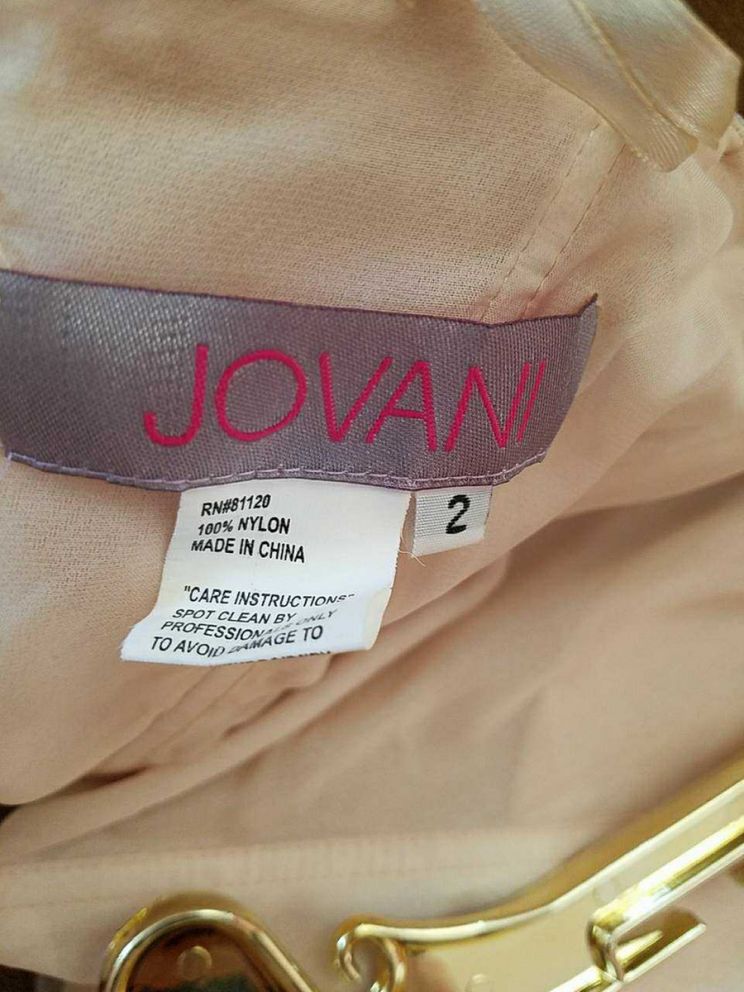 JOVANI
2
RN#81120
100% NYLON
MADE IN CHINA
"CARE INSTRUCTIONS"
SPOT CLEAN BY
PROFESSIONALS ONLY
TO AVOID DAMAGE TO